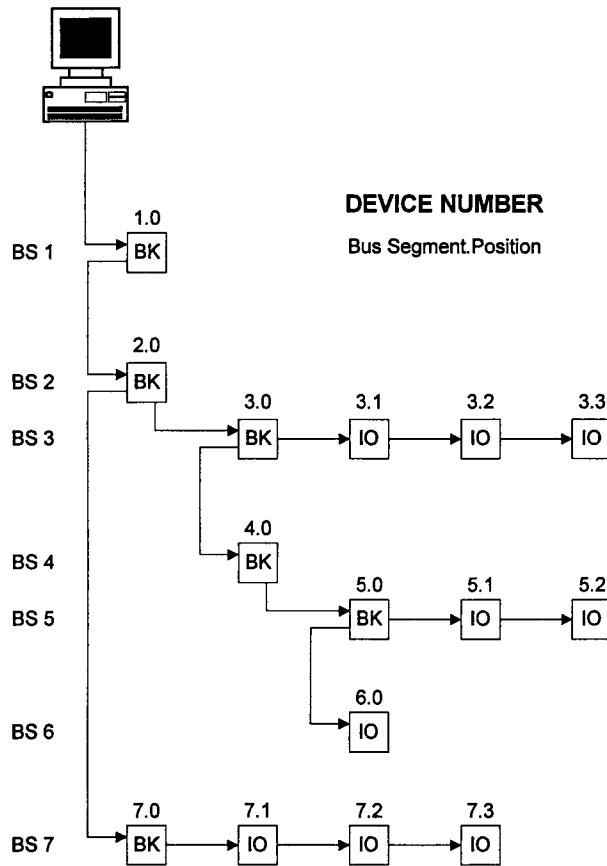 DEVICE NUMBER
Bus Segment.Position
1.0
BS 1
BK
2.0
BS 2
BK
3.0
3.1
3.2
3.3
BS 3
BK
IO
IO
IO
4.0
BS 4
BK
5.0
5.1
5.2
BS 5
BK
IO
IO
6.0
BS 6
IO
7.0
7.1
7.2
7.3
BS 7
BK
IO
IO
IO